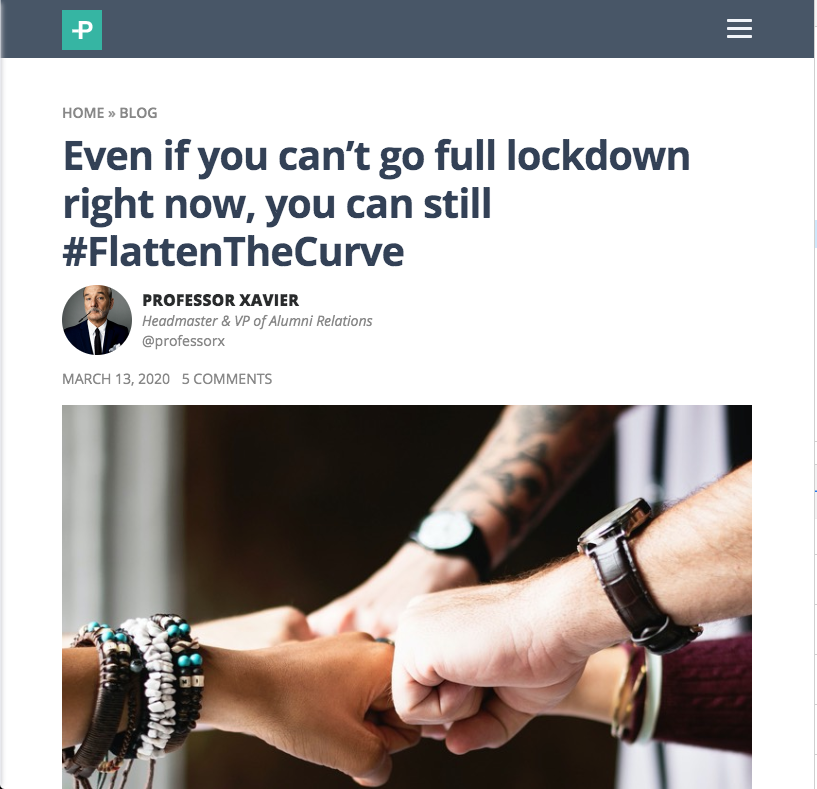 P
HOME » BLOG
Even if you can’t go full lockdown
right now, you can still
#FlattenTheCurve
PROFESSOR XAVIER
Headmaster & VP of Alumni Relations
@professorx
MARCH 13, 2020 5 COMMENTS